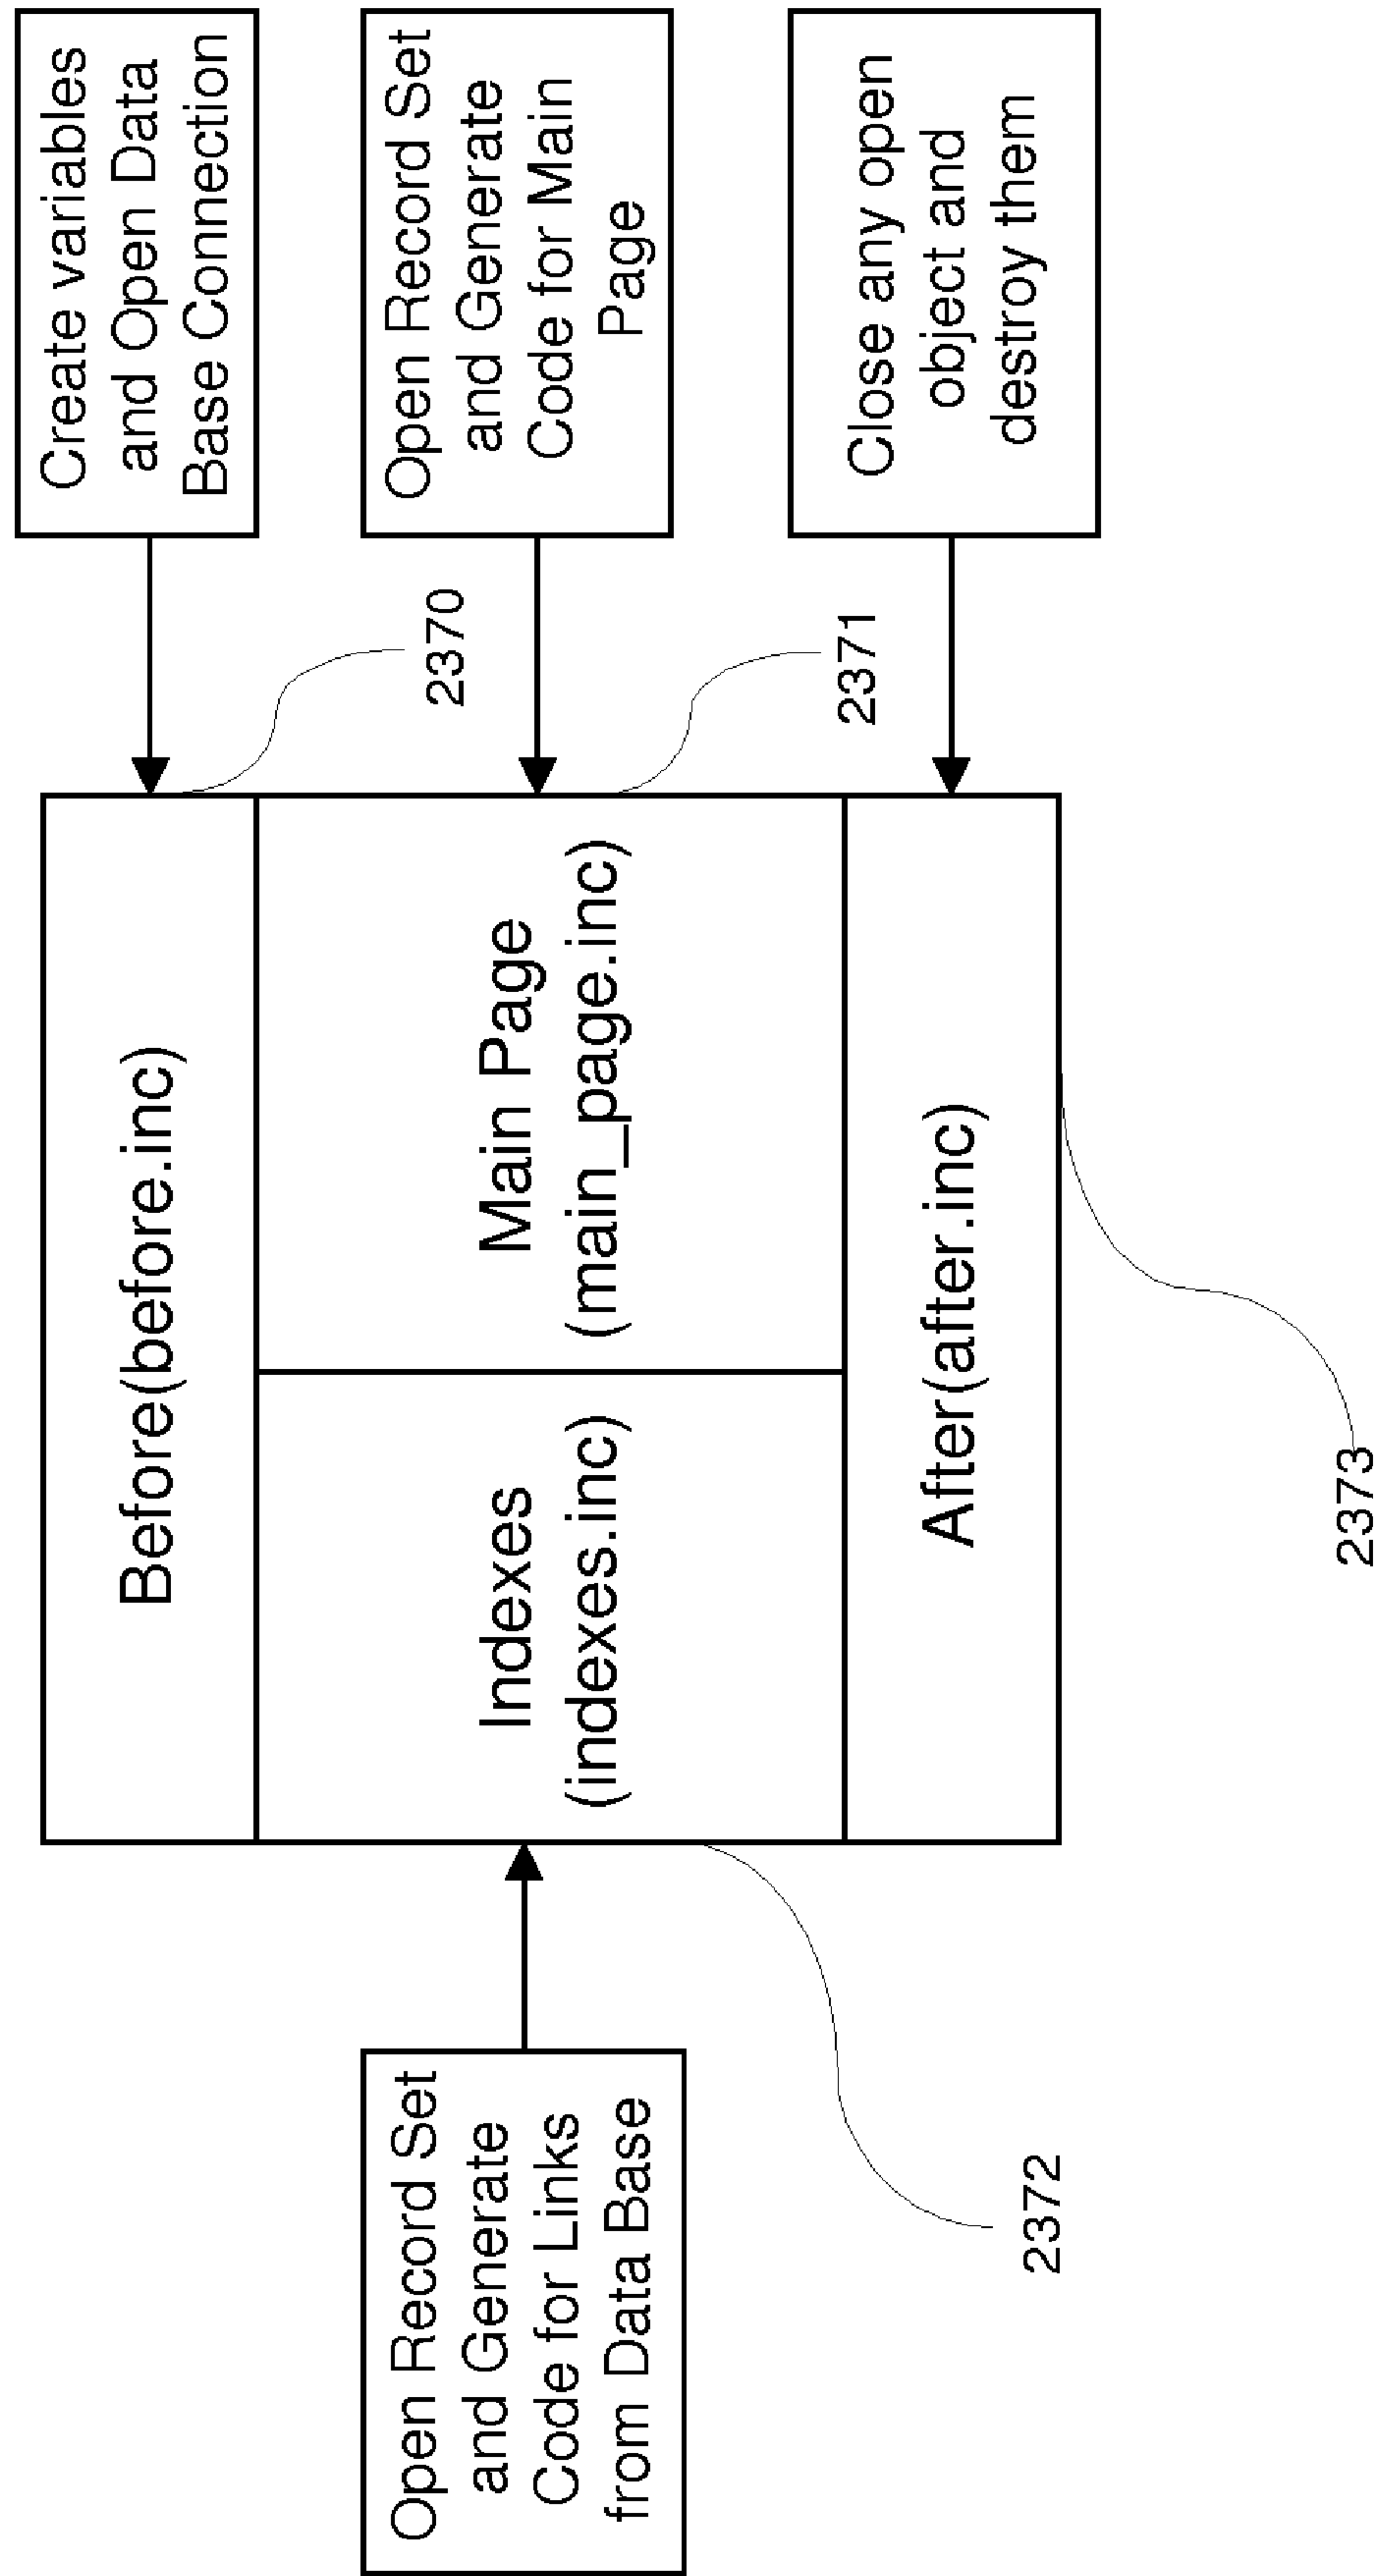 Create variables
and Open Data
Base Connection
Before(before.inc)
2370
Open Record Set
and Generate
Code for Links
from Data Base
Indexes
(indexes.inc)
Main Page
(main_page.inc)
Open Record Set
and Generate
Code for Main
Page
2371
After(after.inc)
Close any open
object and
destroy them
2372
2373